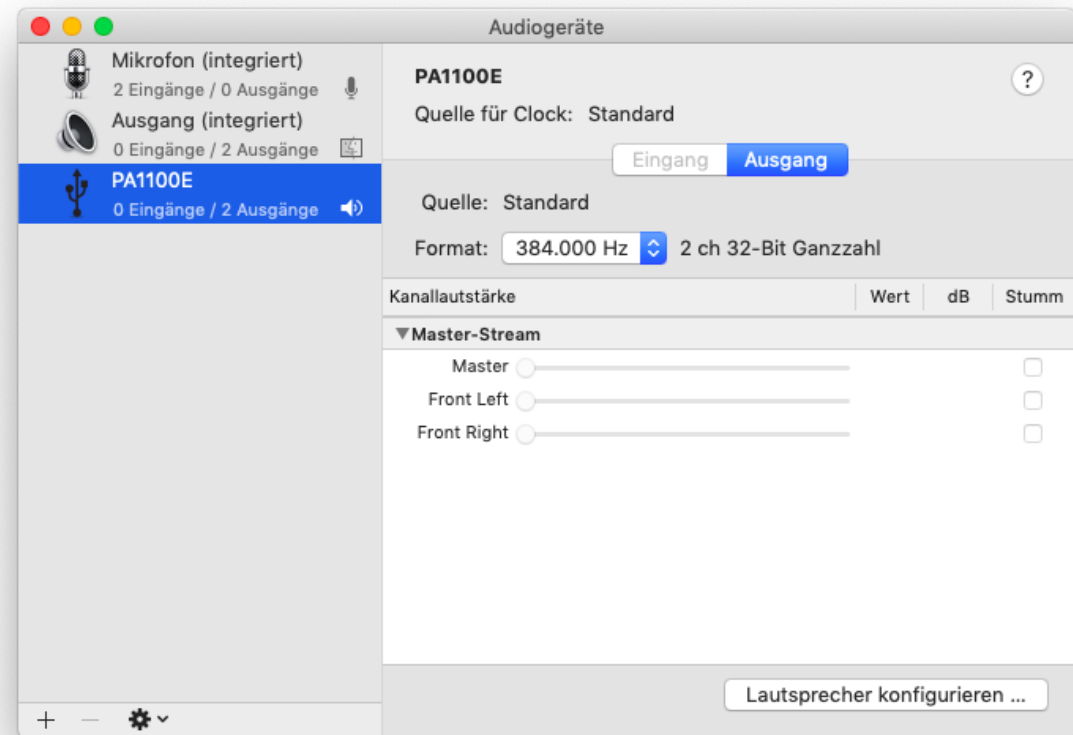 Audiogeräte
Mikrofon (integriert)
2 Eingänge / 0 Ausgänge
Ausgang (integriert)
0 Eingänge / 2 Ausgänge
PA1100E
0 Eingänge / 2 Ausgänge
PA1100E
?
Quelle für Clock: Standard
Eingang Ausgang
Quelle: Standard
Format: 384.000 Hz 2 ch 32-Bit Ganzzahl
Kanallautstärke Wert dB Stumm
Master-Stream
Master
Front Left
Front Right
Lautsprecher konfigurieren ...